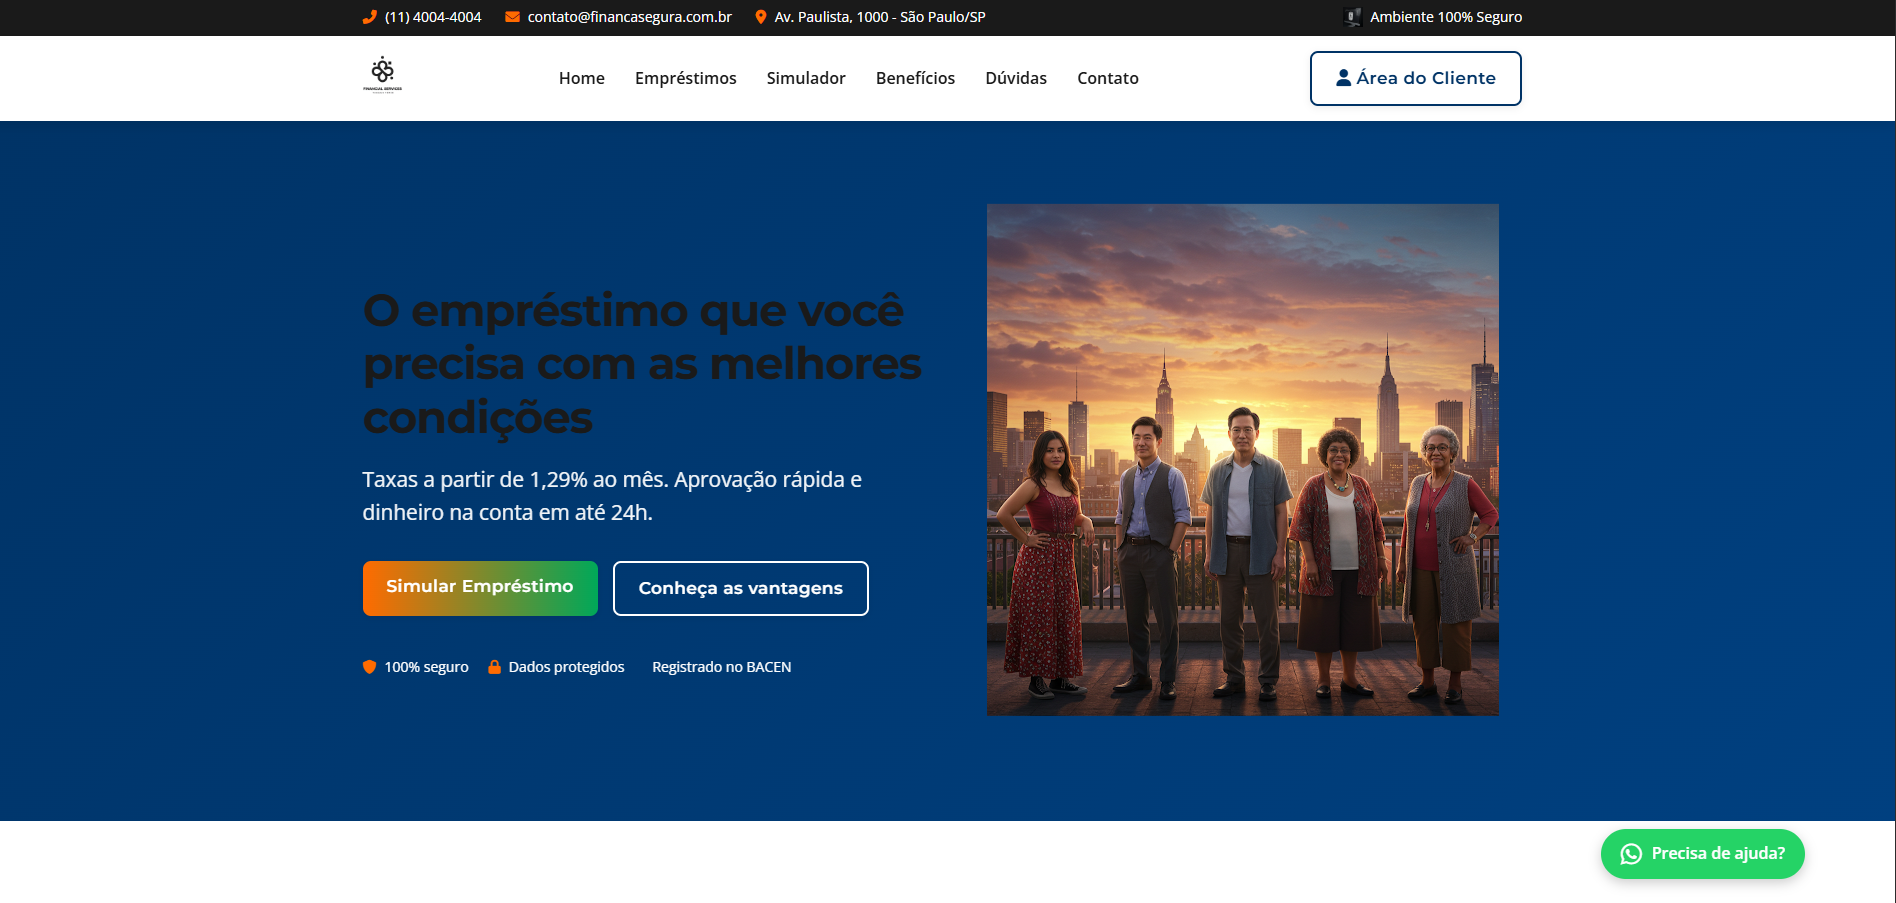 (11) 4004-4004 contato@financasegura.com.br Av. Paulista, 1000 - São Paulo/SP Ambiente 100% Seguro
FINANCIAL SERVICES
Home Empréstimos Simulador Benefícios Dúvidas Contato Área do Cliente
O empréstimo que você
precisa com as melhores
condições
Taxas a partir de 1,29% ao mês. Aprovação rápida e
dinheiro na conta em até 24h.
Simular Empréstimo Conheça as vantagens
100% seguro Dados protegidos Registrado no BACEN
Precisa de ajuda?